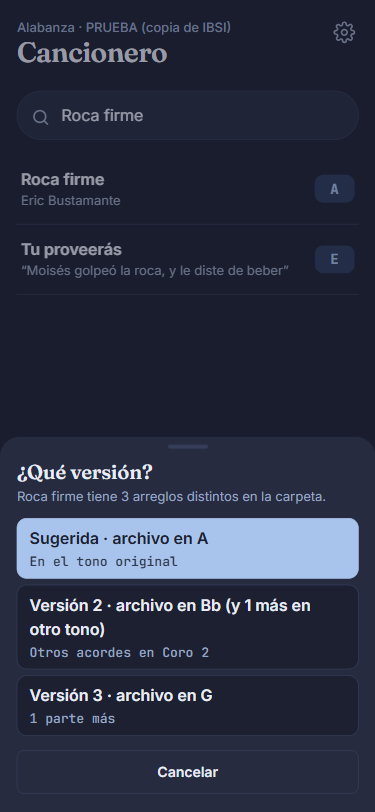 Alabanza · PRUEBA (copia de IBSI)
Cancionero
Roca firme
Roca firme
Eric Bustamante
A
Tu proveerás
“Moisés golpeó la roca, y le diste de beber”
E
¿Qué versión?
Roca firme tiene 3 arreglos distintos en la carpeta.
Sugerida · archivo en A
En el tono original
Versión 2 · archivo en Bb (y 1 más en
otro tono)
Otros acordes en Coro 2
Versión 3 · archivo en G
1 parte más
Cancelar